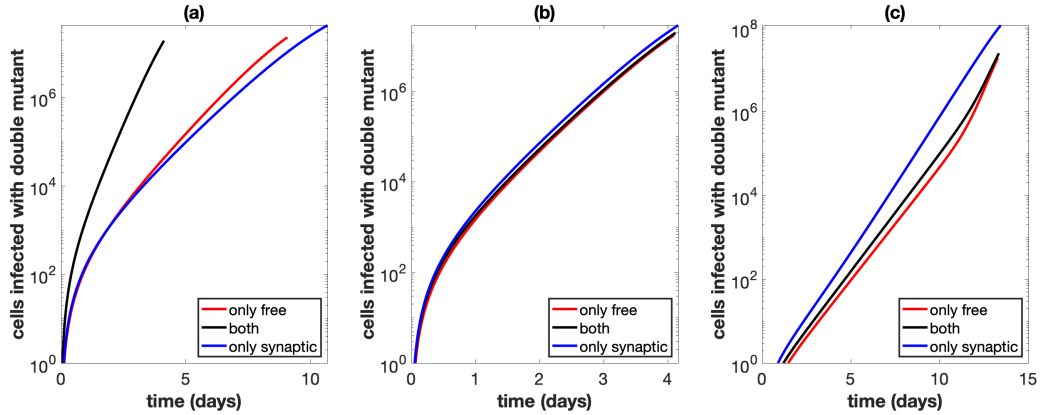 (a)
cells infected with double mutant
10^6
10^4
10^2
10^0
0
5
10
time (days)
only free
both
only synaptic
(b)
cells infected with double mutant
10^6
10^4
10^2
10^0
0
1
2
3
4
time (days)
only free
both
only synaptic
(c)
cells infected with double mutant
10^8
10^6
10^4
10^2
10^0
0
5
10
15
time (days)
only free
both
only synaptic